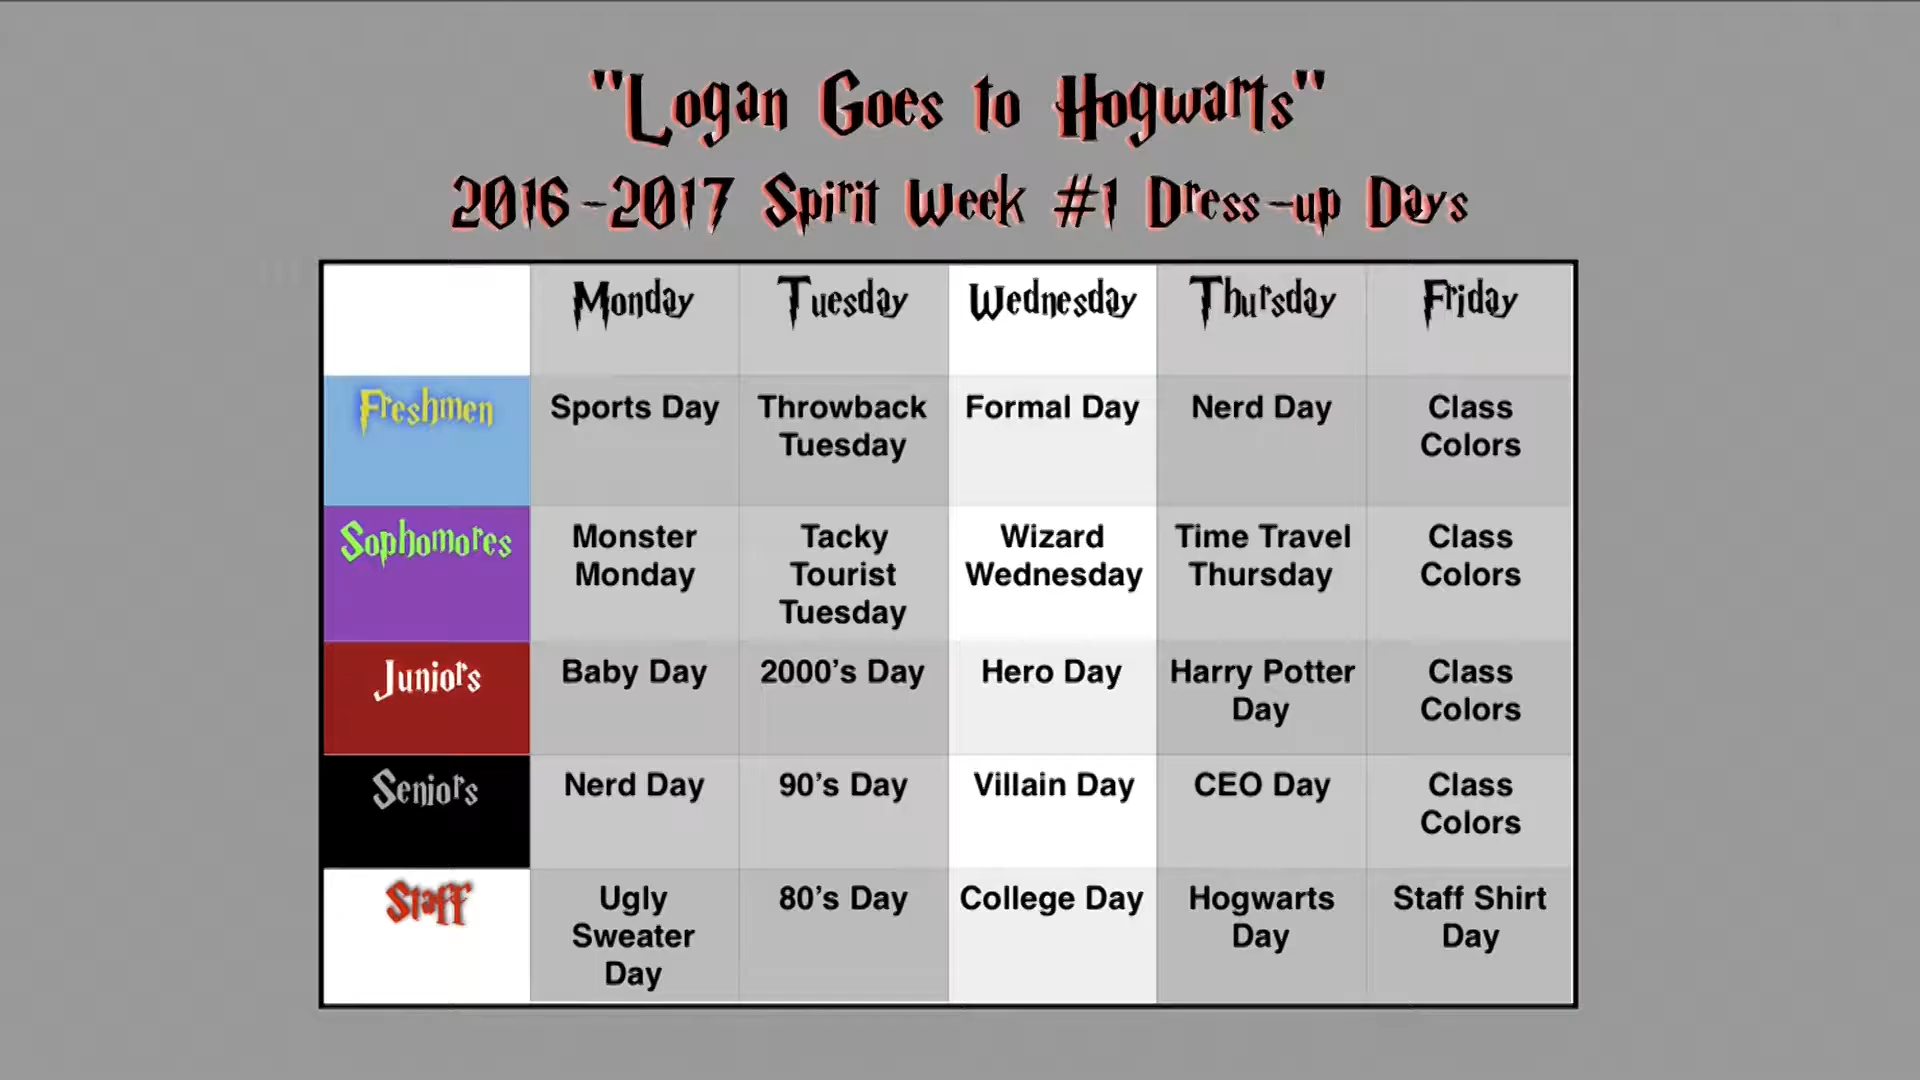 "Logan Goes to Hogwarts"
2016-2017 Spirit Week #1 Dress-up Days
Monday Tuesday Wednesday Thursday Friday
Freshmen Sports Day Throwback Formal Day Nerd Day Class
Tuesday Colors
Sophomores Monster Tacky Wizard Time Travel Class
Monday Tourist Wednesday Thursday Colors
Tuesday
Juniors Baby Day 2000's Day Hero Day Harry Potter Class
Day Colors
Seniors Nerd Day 90's Day Villain Day CEO Day Class
Colors
Staff Ugly 80's Day College Day Hogwarts Staff Shirt
Sweater Day Day
Day